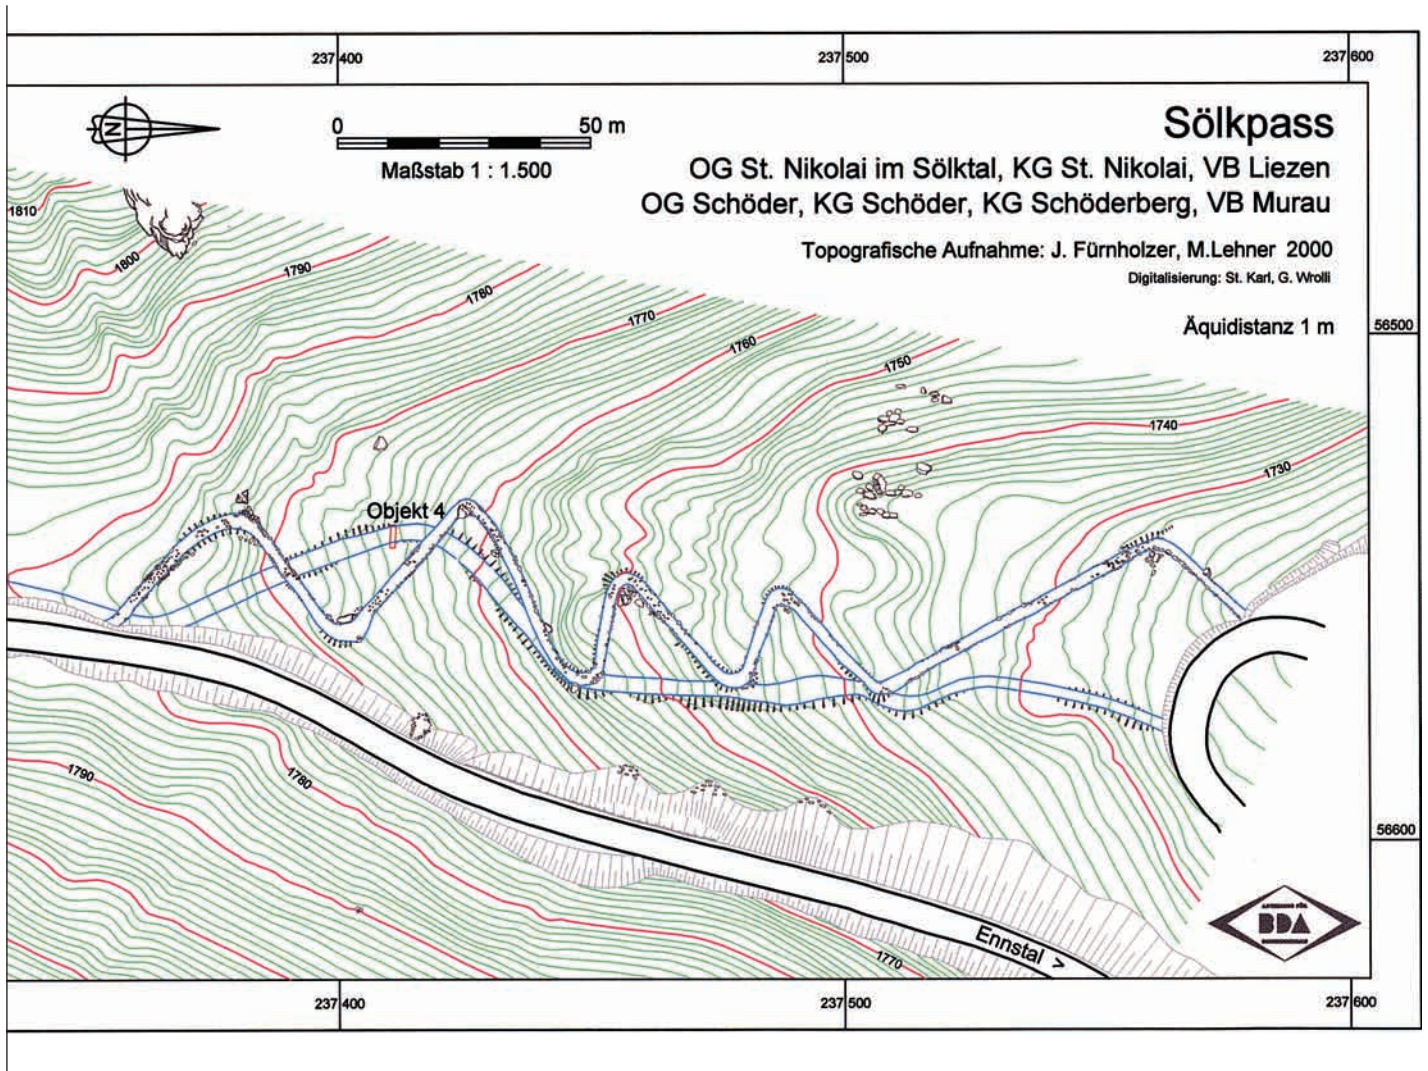 237 400
237 500
237 600
N
0
50 m
Maßstab 1 : 1.500
Sölkpass
OG St. Nikolai im Sölktal, KG St. Nikolai, VB Liezen
OG Schöder, KG Schöder, KG Schöderberg, VB Murau
Topografische Aufnahme: J. Fürnholzer, M.Lehner 2000
Digitalisierung: St. Karl, G. Wrolli
Äquidistanz 1 m
1810
1800
1790
1780
1770
1760
1750
1740
1730
56500
Objekt 4
1790
1780
1770
56600
Ennstal >
BDA
237 400
237 500
237 600